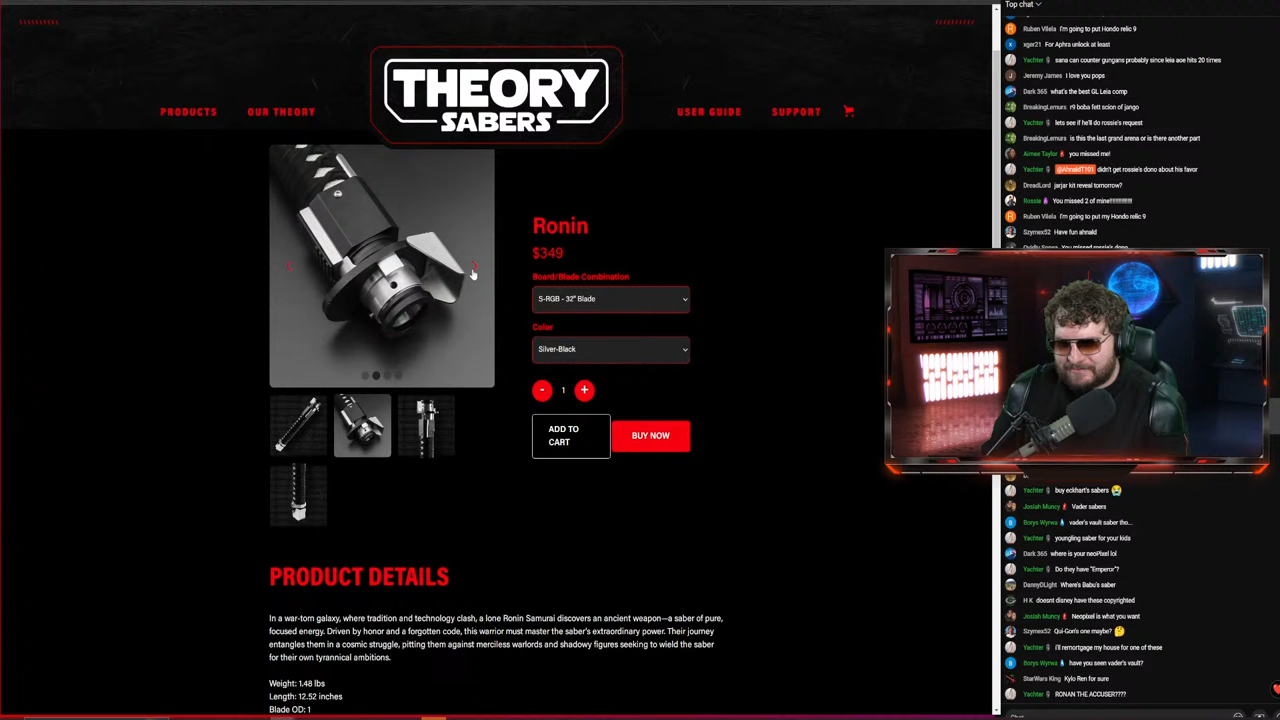 THEORY
SABERS
PRODUCTS
OUR THEORY
USER GUIDE
SUPPORT
Ronin
$349
Board/Blade Combination
S-RGB - 32" Blade
Color
Silver-Black
-
1
+
ADD TO
CART
BUY NOW
PRODUCT DETAILS
In a war-torn galaxy, where tradition and technology clash, a lone Ronin Samurai discovers an ancient weapon—a saber of pure,
focused energy. Driven by honor and a forgotten code, this warrior must master the saber's extraordinary power. Their journey
entangles them in a cosmic struggle, pitting them against merciless warlords and shadowy figures seeking to wield the saber
for their own tyrannical ambitions.
Weight: 1.48 lbs
Length: 12.52 inches
Blade OD: 1
Top chat
Ruben Vilela I'm going to put Hondo relic 9
xger21 For Aphra unlock at least
Yachter sana can counter gungans probably since leia aoe hits 20 times
Jeremy James I love you pops
Dark 365 what's the best GL Leia comp
BreakingLemurs r9 boba fett scion of jango
Yachter lets see if he'll do rossie's request
BreakingLemurs is this the last grand arena or is there another part
Aimee Taylor you missed me!
Yachter @AhnaldT101 didn't get rossie's dono about his favor
DreadLord jarjar kit reveal tomorrow?
Rossie You missed 2 of mine!!!!!!!!!!!!!!!!
Ruben Vilela I'm going to put my Hondo relic 9
Szymex52 Have fun ahnald
You missed rossie's dono
Yachter buy eckhart's sabers 😭
Josiah Muncy Vader sabers
Borys Wyrwa vader's vault saber tho...
Yachter youngling saber for your kids
Dark 365 where is your neoPixel lol
Yachter Do they have "Emperor"?
DannyDLight Where's Babu's saber
H K doesnt disney have these copyrighted
Josiah Muncy Neopixel is what you want
Szymex52 Qui-Gon's one maybe? 🤔
Yachter i'll remortgage my house for one of these
Borys Wyrwa have you seen vader's vault?
StarWars King Kylo Ren for sure
Yachter RONAN THE ACCUSER????
Chat